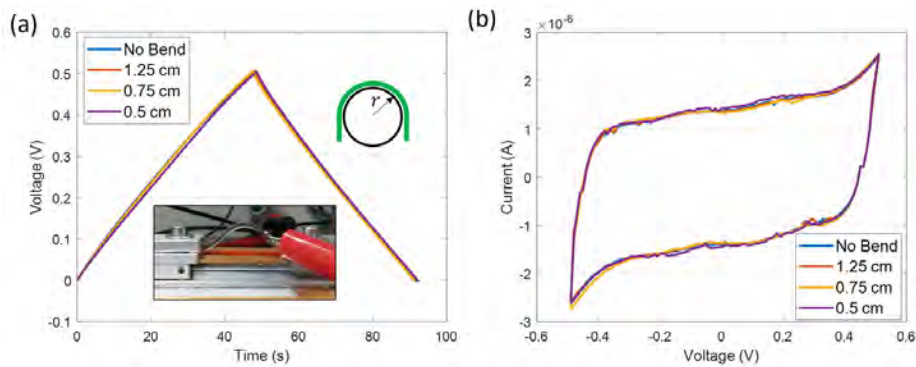 (a)
Voltage (V)
0.6
0.5
0.4
0.3
0.2
0.1
0
-0.1
No Bend
1.25 cm
0.75 cm
0.5 cm
r
0 20 40 60 80 100
Time (s)
(b)
×10⁻⁶
Current (A)
3
2
1
0
-1
-2
-3
No Bend
1.25 cm
0.75 cm
0.5 cm
-0.6 -0.4 -0.2 0 0.2 0.4 0.6
Voltage (V)